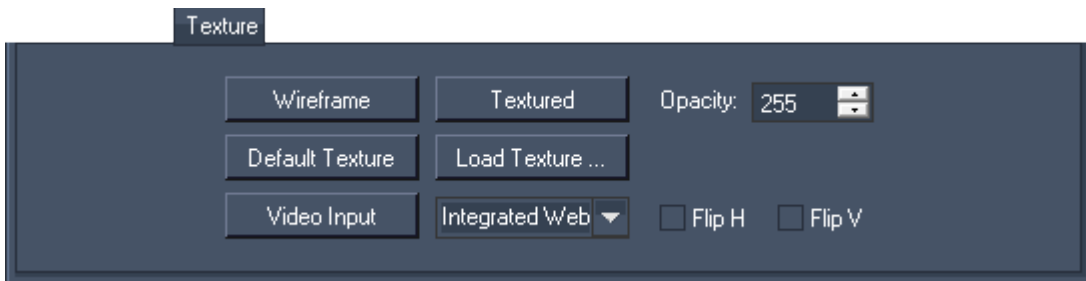 Texture
Wireframe Textured Opacity: 255
Default Texture Load Texture ...
Video Input Integrated Web Flip H Flip V